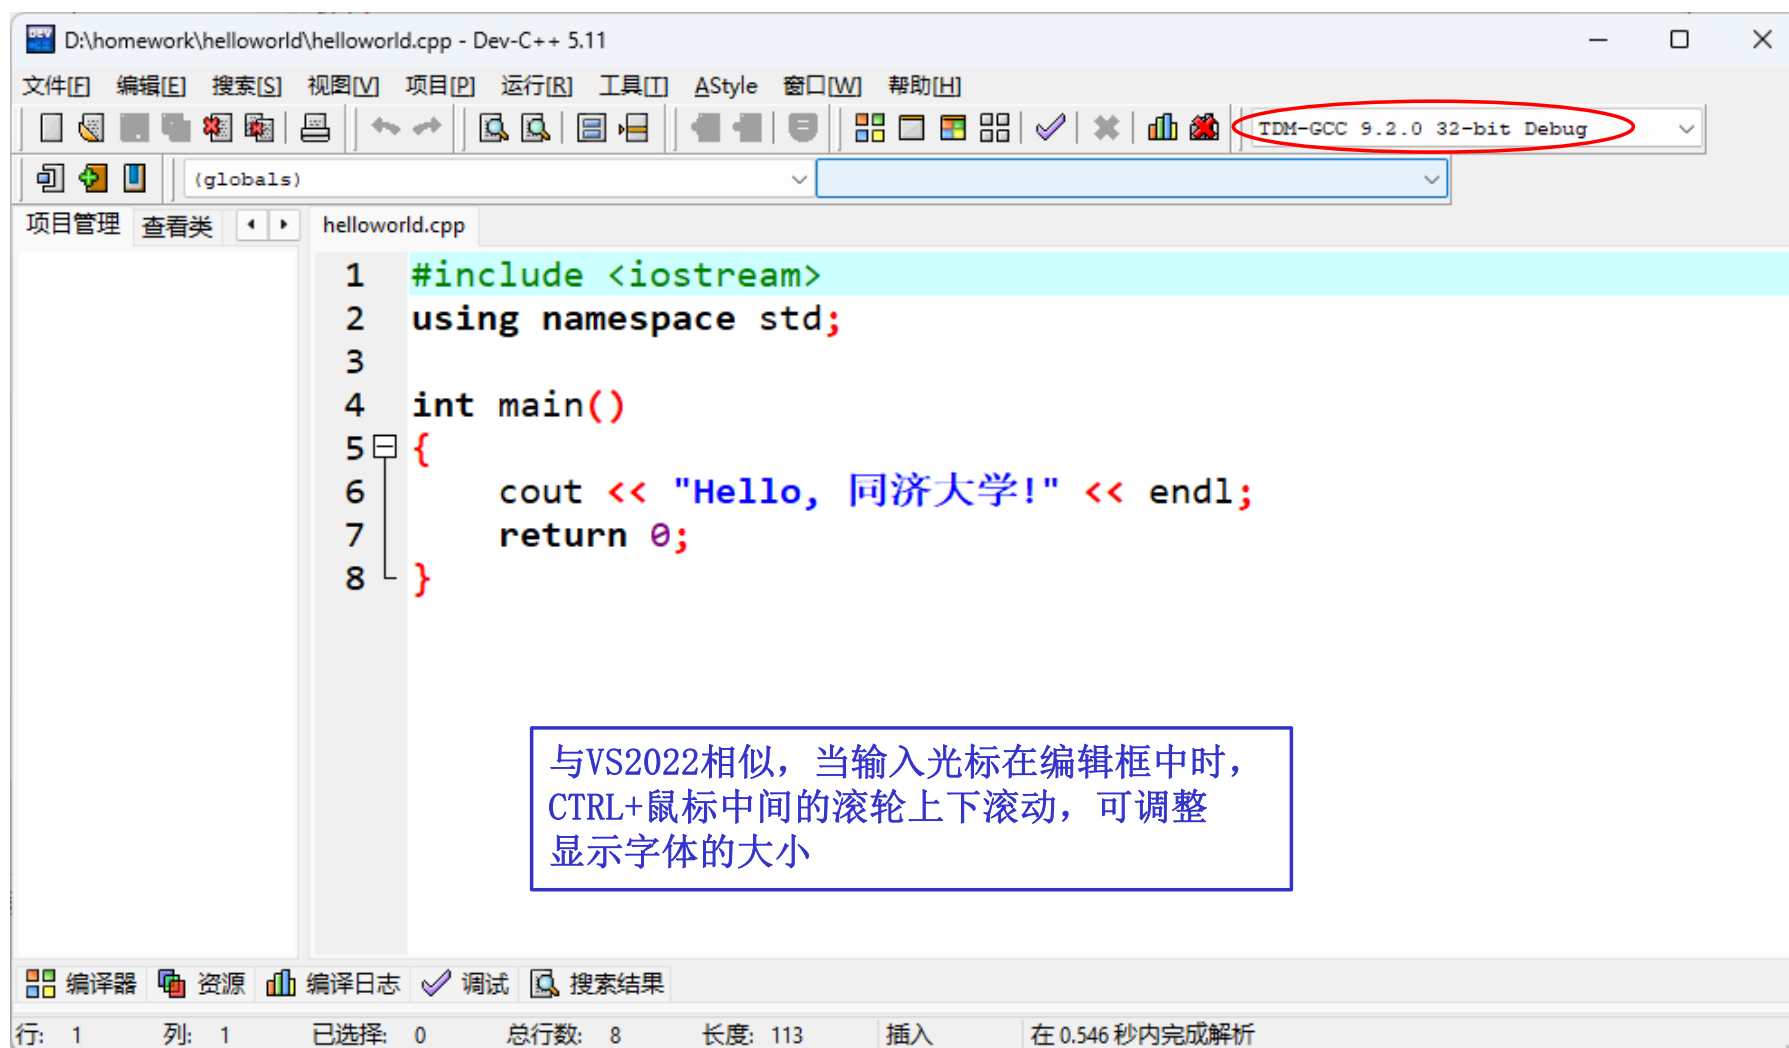 D:\homework\helloworld\helloworld.cpp - Dev-C++ 5.11
文件[F] 编辑[E] 搜索[S] 视图[V] 项目[P] 运行[R] 工具[T] AStyle 窗口[W] 帮助[H]
TDM-GCC 9.2.0 32-bit Debug
(globals)
项目管理 查看类 helloworld.cpp
1 #include <iostream>
2 using namespace std;
3
4 int main()
5 {
6 cout << "Hello, 同济大学!" << endl;
7 return 0;
8 }
与VS2022相似，当输入光标在编辑框中时，
CTRL+鼠标中间的滚轮上下滚动，可调整
显示字体的大小
编译器 资源 编译日志 调试 搜索结果
行: 1 列: 1 已选择: 0 总行数: 8 长度: 113 插入 在 0.546 秒内完成解析